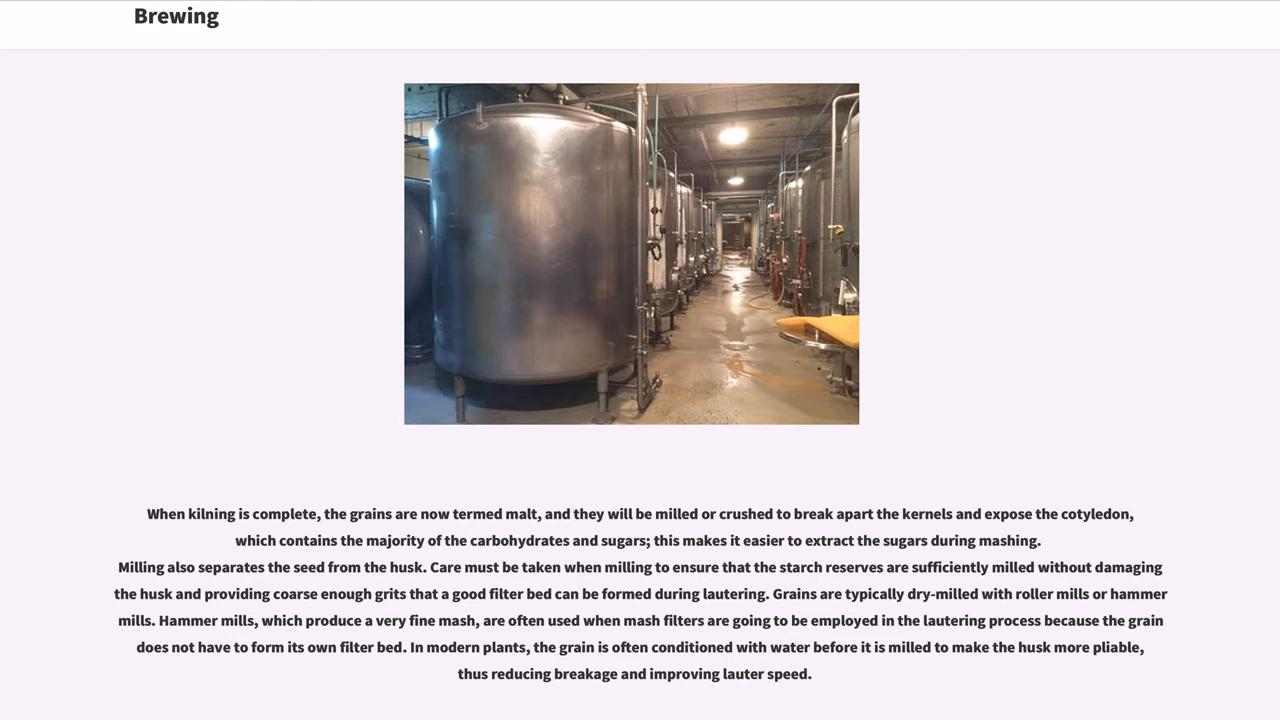 Brewing
When kilning is complete, the grains are now termed malt, and they will be milled or crushed to break apart the kernels and expose the cotyledon,
which contains the majority of the carbohydrates and sugars; this makes it easier to extract the sugars during mashing.
Milling also separates the seed from the husk. Care must be taken when milling to ensure that the starch reserves are sufficiently milled without damaging
the husk and providing coarse enough grits that a good filter bed can be formed during lautering. Grains are typically dry-milled with roller mills or hammer
mills. Hammer mills, which produce a very fine mash, are often used when mash filters are going to be employed in the lautering process because the grain
does not have to form its own filter bed. In modern plants, the grain is often conditioned with water before it is milled to make the husk more pliable,
thus reducing breakage and improving lauter speed.